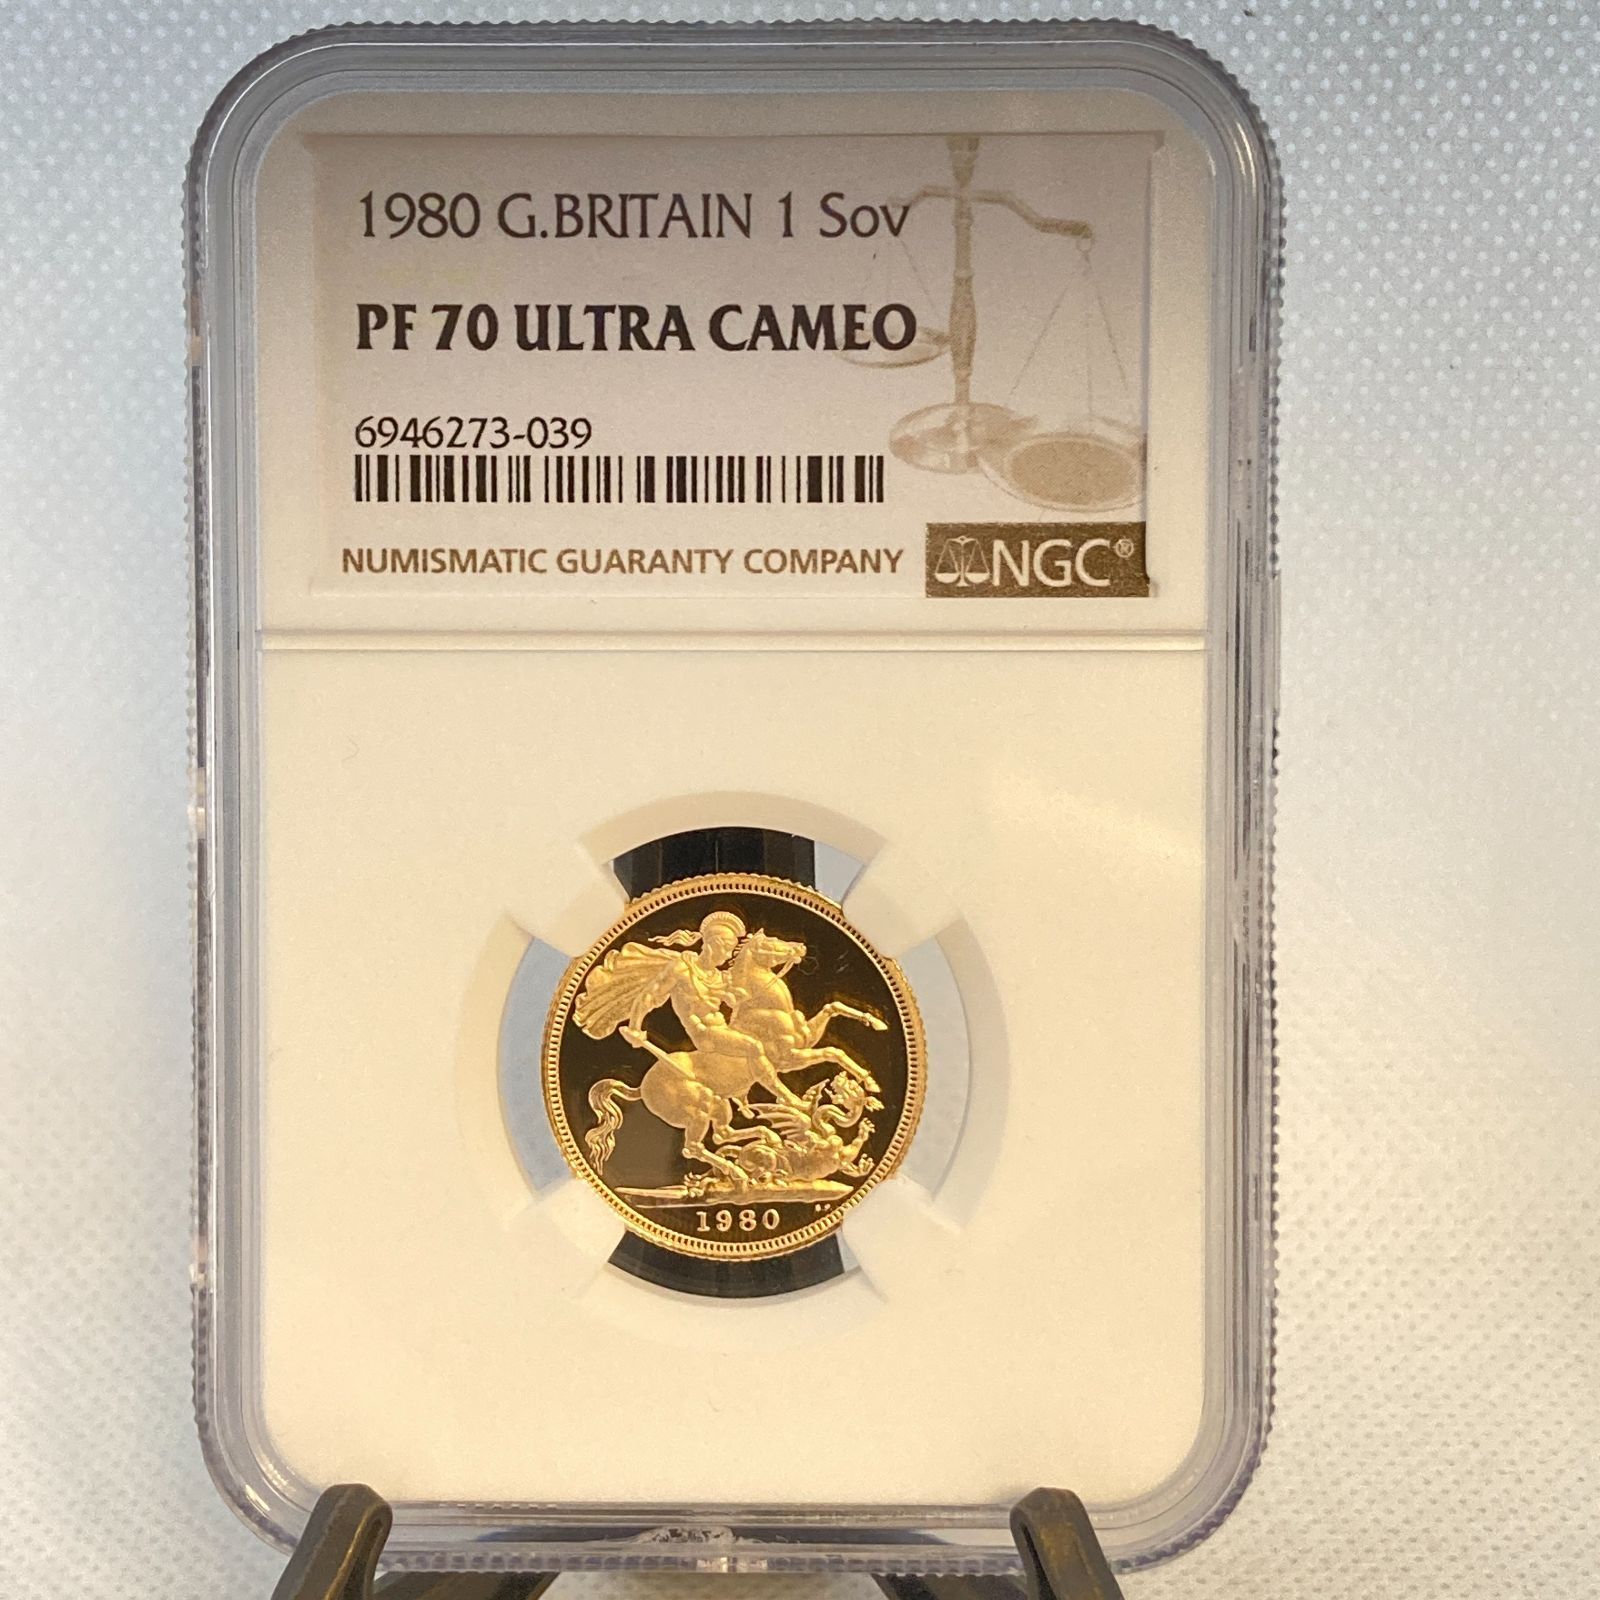 1980 G.BRITAIN 1 Sov
PF 70 ULTRA CAMEO
6946273-039
NUMISMATIC GUARANTY COMPANY
NGC®
1980